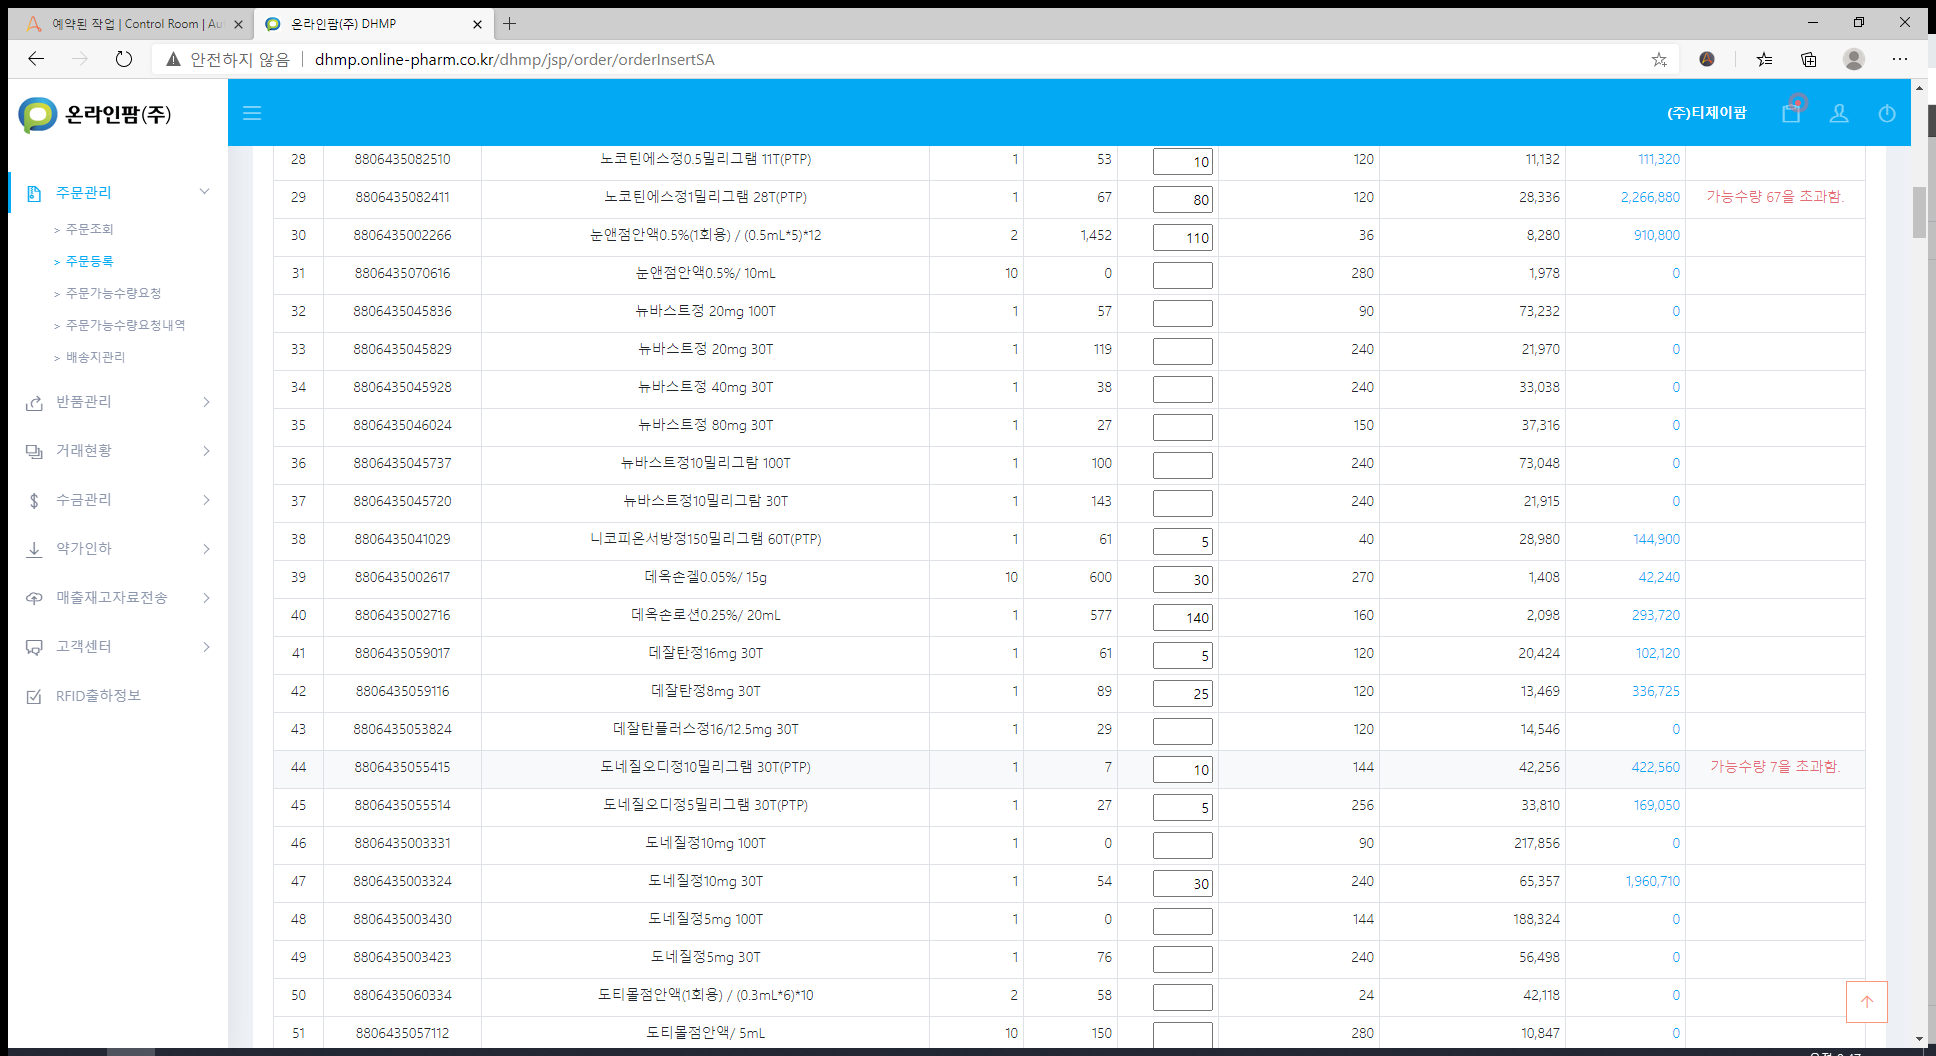 예약된 작업 | Control Room | Au
온라인팜(주) DHMP
안전하지 않음
dhmp.online-pharm.co.kr/dhmp/jsp/order/orderInsertSA
온라인팜(주)
(주)티제이팜
주문관리
> 주문조회
> 주문등록
> 주문가능수량요청
> 주문가능수량요청내역
> 배송지관리
반품관리
거래현황
수금관리
약가인하
매출재고자료전송
고객센터
RFID출하정보
28 8806435082510 노코틴에스정0.5밀리그램 11T(PTP) 1 53 10 120 11,132 111,320
29 8806435082411 노코틴에스정1밀리그램 28T(PTP) 1 67 80 120 28,336 2,266,880 가능수량 67을 초과함.
30 8806435002266 눈앤점안액0.5%(1회용) / (0.5mL*5)*12 2 1,452 110 36 8,280 910,800
31 8806435070616 눈앤점안액0.5%/ 10mL 10 0 280 1,978 0
32 8806435045836 뉴바스트정 20mg 100T 1 57 90 73,232 0
33 8806435045829 뉴바스트정 20mg 30T 1 119 240 21,970 0
34 8806435045928 뉴바스트정 40mg 30T 1 38 240 33,038 0
35 8806435046024 뉴바스트정 80mg 30T 1 27 150 37,316 0
36 8806435045737 뉴바스트정10밀리그람 100T 1 100 240 73,048 0
37 8806435045720 뉴바스트정10밀리그람 30T 1 143 240 21,915 0
38 8806435041029 니코피온서방정150밀리그램 60T(PTP) 1 61 5 40 28,980 144,900
39 8806435002617 데옥손겔0.05%/ 15g 10 600 30 270 1,408 42,240
40 8806435002716 데옥손로션0.25%/ 20mL 1 577 140 160 2,098 293,720
41 8806435059017 데잘탄정16mg 30T 1 61 5 120 20,424 102,120
42 8806435059116 데잘탄정8mg 30T 1 89 25 120 13,469 336,725
43 8806435053824 데잘탄플러스정16/12.5mg 30T 1 29 120 14,546 0
44 8806435055415 도네질오디정10밀리그램 30T(PTP) 1 7 10 144 42,256 422,560 가능수량 7을 초과함.
45 8806435055514 도네질오디정5밀리그램 30T(PTP) 1 27 5 256 33,810 169,050
46 8806435003331 도네질정10mg 100T 1 0 90 217,856 0
47 8806435003324 도네질정10mg 30T 1 54 30 240 65,357 1,960,710
48 8806435003430 도네질정5mg 100T 1 0 144 188,324 0
49 8806435003423 도네질정5mg 30T 1 76 240 56,498 0
50 8806435060334 도티몰점안액(1회용) / (0.3mL*6)*10 2 58 24 42,118 0
51 8806435057112 도티몰점안액/ 5mL 10 150 280 10,847 0